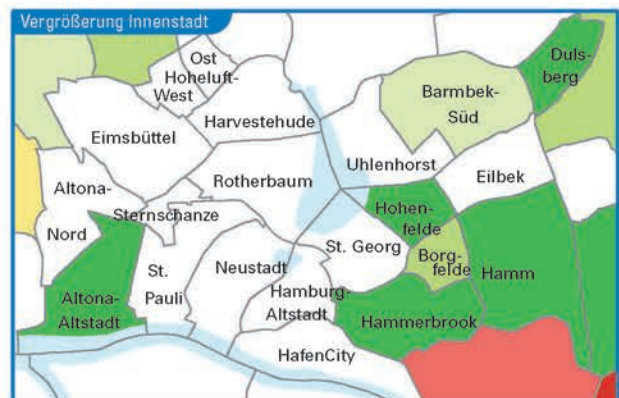 Vergrößerung Innenstadt
Ost
Hoheluft-
West
Duls-
berg
Barmbek-
Süd
Eimsbüttel
Harvestehude
Uhlenhorst
Eilbek
Altona-
Nord
Rotherbaum
Sternschanze
Hohen-
felde
St. Georg
Borg-
felde
Hamm
St.
Pauli
Neustadt
Altona-
Altstadt
Hamburg-
Altstadt
Hammerbrook
HafenCity